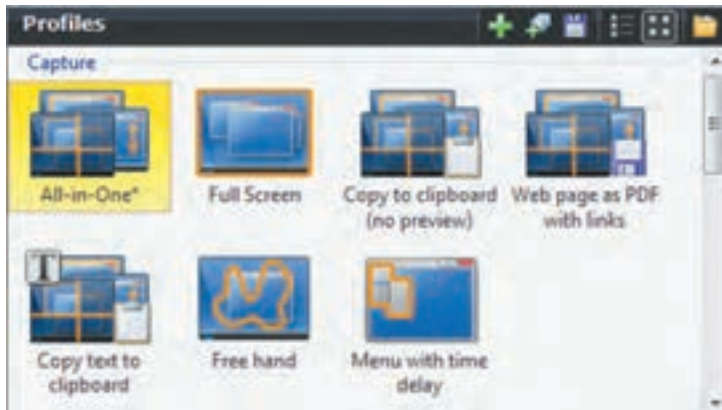 Profiles
Capture
All-in-One*
Full Screen
Copy to clipboard
(no preview)
Web page as PDF
with links
T
Copy text to
clipboard
Free hand
Menu with time
delay